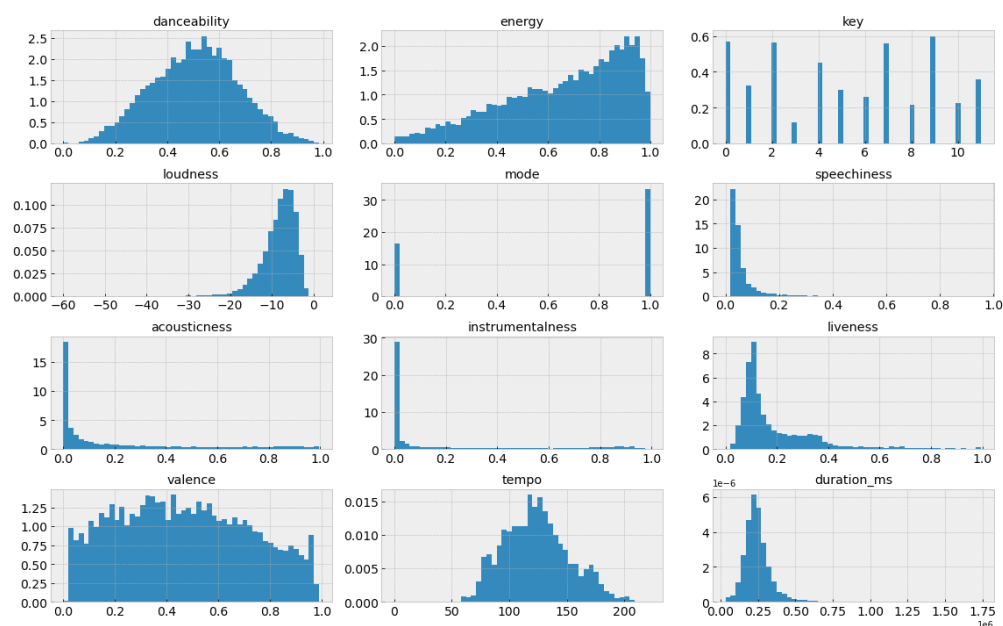 danceability
2.5
2.0
1.5
1.0
0.5
0.0
0.0 0.2 0.4 0.6 0.8 1.0
energy
2.0
1.5
1.0
0.5
0.0
0.0 0.2 0.4 0.6 0.8 1.0
key
0.6
0.4
0.2
0.0
0 2 4 6 8 10
loudness
0.100
0.075
0.050
0.025
0.000
−60 −50 −40 −30 −20 −10 0
mode
30
20
10
0
0.0 0.2 0.4 0.6 0.8 1.0
speechiness
20
15
10
5
0
0.0 0.2 0.4 0.6 0.8 1.0
acousticness
15
10
5
0
0.0 0.2 0.4 0.6 0.8 1.0
instrumentalness
30
20
10
0
0.0 0.2 0.4 0.6 0.8 1.0
liveness
8
6
4
2
0
0.0 0.2 0.4 0.6 0.8 1.0
valence
1.25
1.00
0.75
0.50
0.25
0.00
0.0 0.2 0.4 0.6 0.8 1.0
tempo
0.015
0.010
0.005
0.000
0 50 100 150 200
duration_ms
1e−6
6
4
2
0
0.00 0.25 0.50 0.75 1.00 1.25 1.50 1.75
1e6